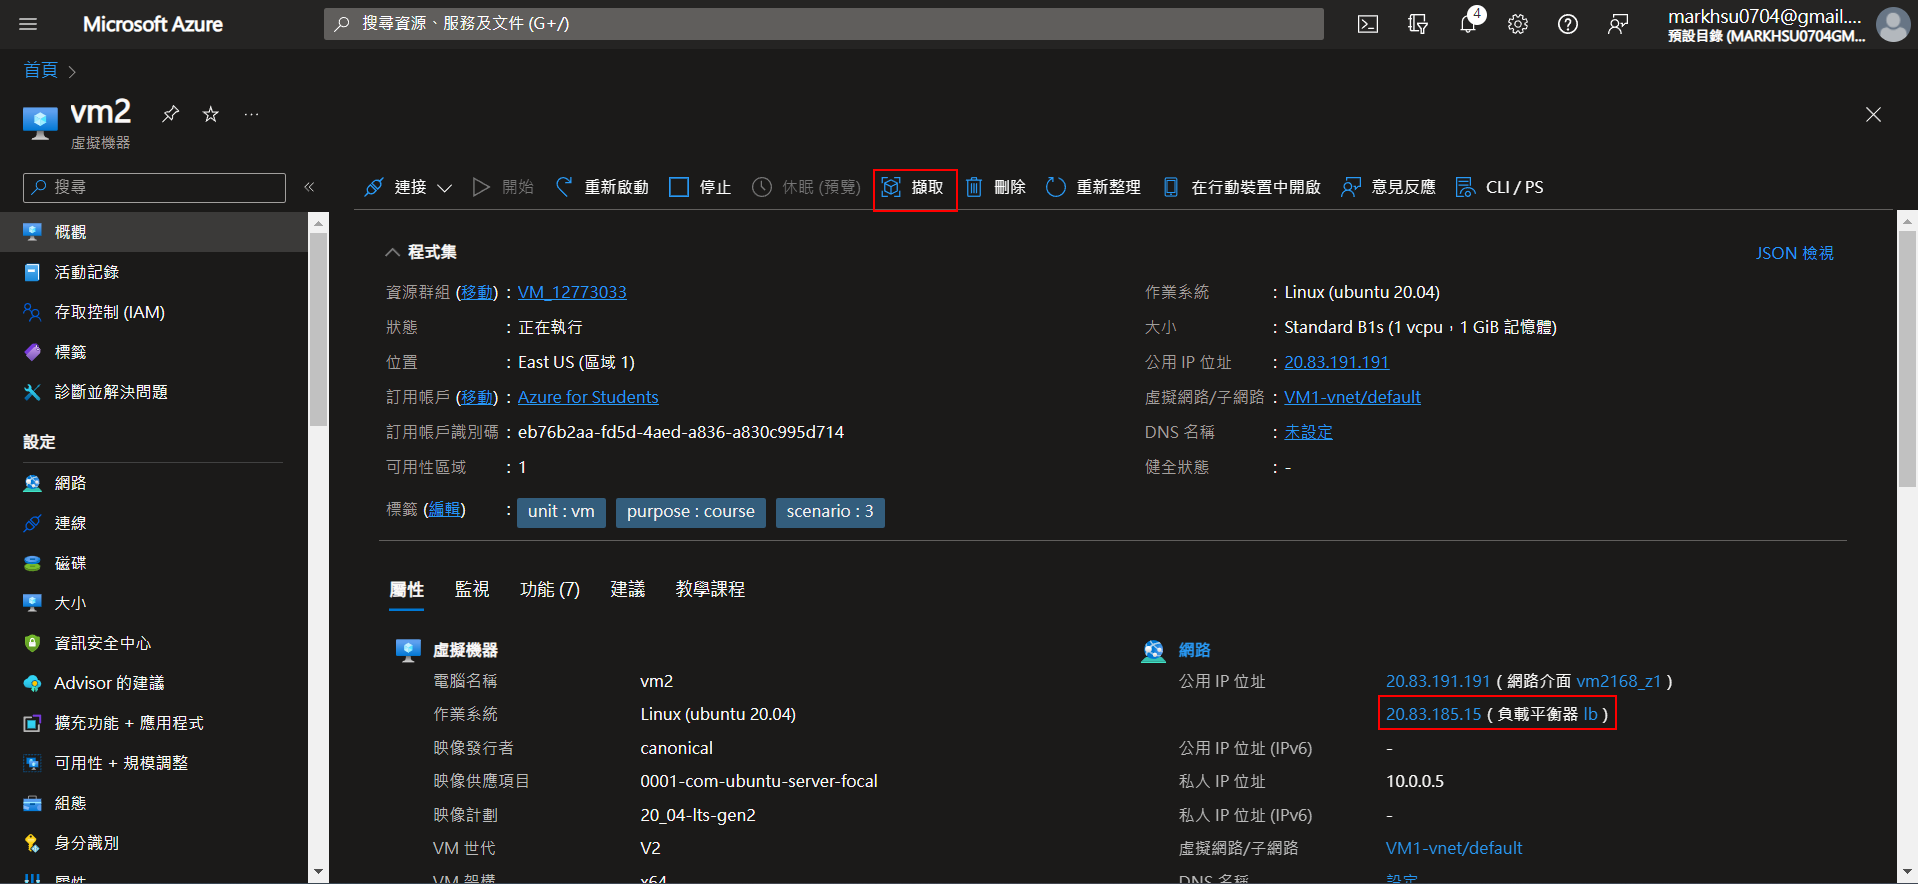 Microsoft Azure
搜尋資源、服務及文件 (G+/)
4
markhsu0704@gmail....
預設目錄 (MARKHSU0704GM...
首頁
vm2
虛擬機器
搜尋
連接
開始
重新啟動
停止
休眠 (預覽)
擷取
刪除
重新整理
在行動裝置中開啟
意見反應
CLI / PS
概觀
活動記錄
存取控制 (IAM)
標籤
診斷並解決問題
設定
網路
連線
磁碟
大小
資訊安全中心
Advisor 的建議
擴充功能 + 應用程式
可用性 + 規模調整
組態
身分識別
屬性
程式集
JSON 檢視
資源群組 (移動) : VM_12773033
狀態 : 正在執行
位置 : East US (區域 1)
訂用帳戶 (移動) : Azure for Students
訂用帳戶識別碼 : eb76b2aa-fd5d-4aed-a836-a830c995d714
可用性區域 : 1
作業系統 : Linux (ubuntu 20.04)
大小 : Standard B1s (1 vcpu，1 GiB 記憶體)
公用 IP 位址 : 20.83.191.191
虛擬網路/子網路 : VM1-vnet/default
DNS 名稱 : 未設定
健全狀態 : -
標籤 (編輯) : unit : vm purpose : course scenario : 3
屬性 監視 功能 (7) 建議 教學課程
虛擬機器
電腦名稱 vm2
作業系統 Linux (ubuntu 20.04)
映像發行者 canonical
映像供應項目 0001-com-ubuntu-server-focal
映像計劃 20_04-lts-gen2
VM 世代 V2
VM 架構 x64
網路
公用 IP 位址 20.83.191.191 ( 網路介面 vm2168_z1 )
20.83.185.15 ( 負載平衡器 lb )
公用 IP 位址 (IPv6) -
私人 IP 位址 10.0.0.5
私人 IP 位址 (IPv6) -
虛擬網路/子網路 VM1-vnet/default
DNS 名稱 設定